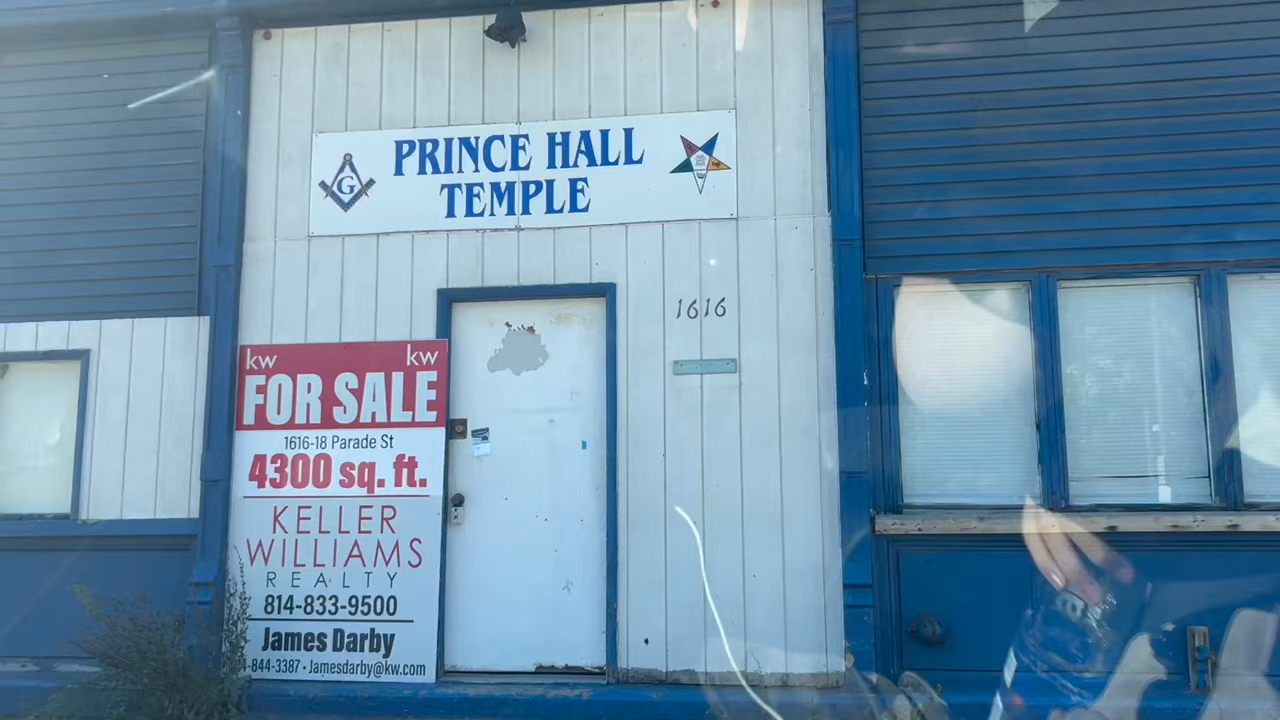 PRINCE HALL
TEMPLE
G
1616
kw kw
FOR SALE
1616-18 Parade St
4300 sq. ft.
KELLER
WILLIAMS
REALTY
814-833-9500
James Darby
-844-3387 • Jamesdarby@kw.com